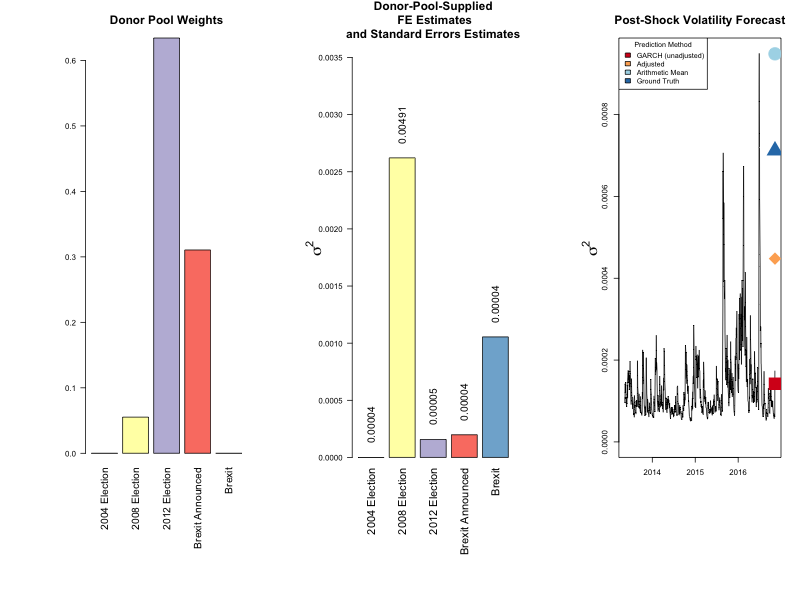 Donor Pool Weights
0.0
0.1
0.2
0.3
0.4
0.5
0.6
2004 Election
2008 Election
2012 Election
Brexit Announced
Brexit
Donor-Pool-Supplied
FE Estimates
and Standard Errors Estimates
σ²
0.0000
0.0005
0.0010
0.0015
0.0020
0.0025
0.0030
0.0035
0.00004
0.00491
0.00005
0.00004
0.00004
2004 Election
2008 Election
2012 Election
Brexit Announced
Brexit
Post-Shock Volatility Forecast
Prediction Method
GARCH (unadjusted)
Adjusted
Arithmetic Mean
Ground Truth
σ²
0.0000
0.0002
0.0004
0.0006
0.0008
2014
2015
2016